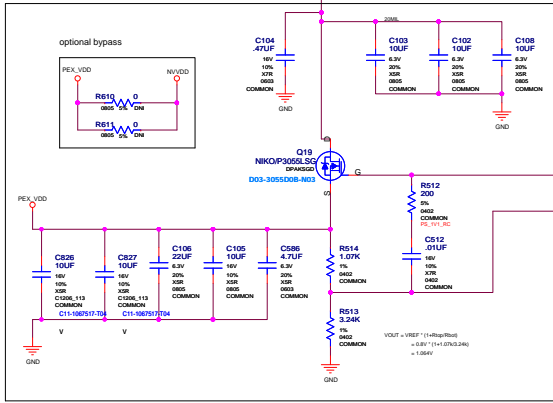 optional bypass
PEX_VDD
NVVDD
R610
0
0805 5% DNI
R611
0
0805 5% DNI
C104
.47UF
16V
10%
X7R
0603
COMMON
GND
20MIL
C103
10UF
6.3V
20%
X5R
0805
COMMON
C102
10UF
6.3V
20%
X5R
0805
COMMON
C108
10UF
6.3V
20%
X5R
0805
COMMON
GND
D
Q19
NIKO/P3055LSG
DPAKSGD
D03-3055D0B-N03
G
S
R512
200
5%
0402
COMMON
PS_1V1_RC
C512
.01UF
16V
10%
X7R
0402
COMMON
PEX_VDD
C826
10UF
16V
10%
X5R
C1206_113
COMMON
C11-1067517-T04
V
C827
10UF
16V
10%
X5R
C1206_113
COMMON
C11-1067517-T04
V
C106
22UF
6.3V
20%
X5R
0805
COMMON
C105
10UF
16V
10%
X5R
0805
COMMON
C586
4.7UF
6.3V
20%
X5R
0603
COMMON
GND
R514
1.07K
1%
0402
COMMON
R513
3.24K
1%
0402
COMMON
GND
VOUT = VREF * (1+Rtop/Rbot)
= 0.8V * (1+1.07k/3.24k)
= 1.064V